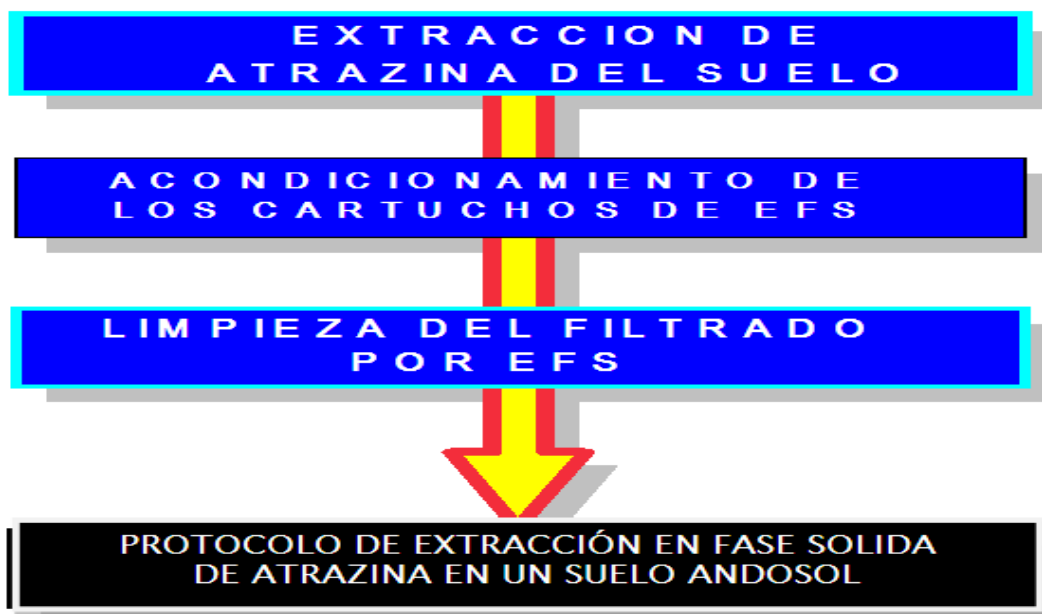 EXTRACCION DE
ATRAZINA DEL SUELO
ACONDICIONAMIENTO DE
LOS CARTUCHOS DE EFS
LIMPIEZA DEL FILTRADO
POR EFS
PROTOCOLO DE EXTRACCIÓN EN FASE SOLIDA
DE ATRAZINA EN UN SUELO ANDOSOL